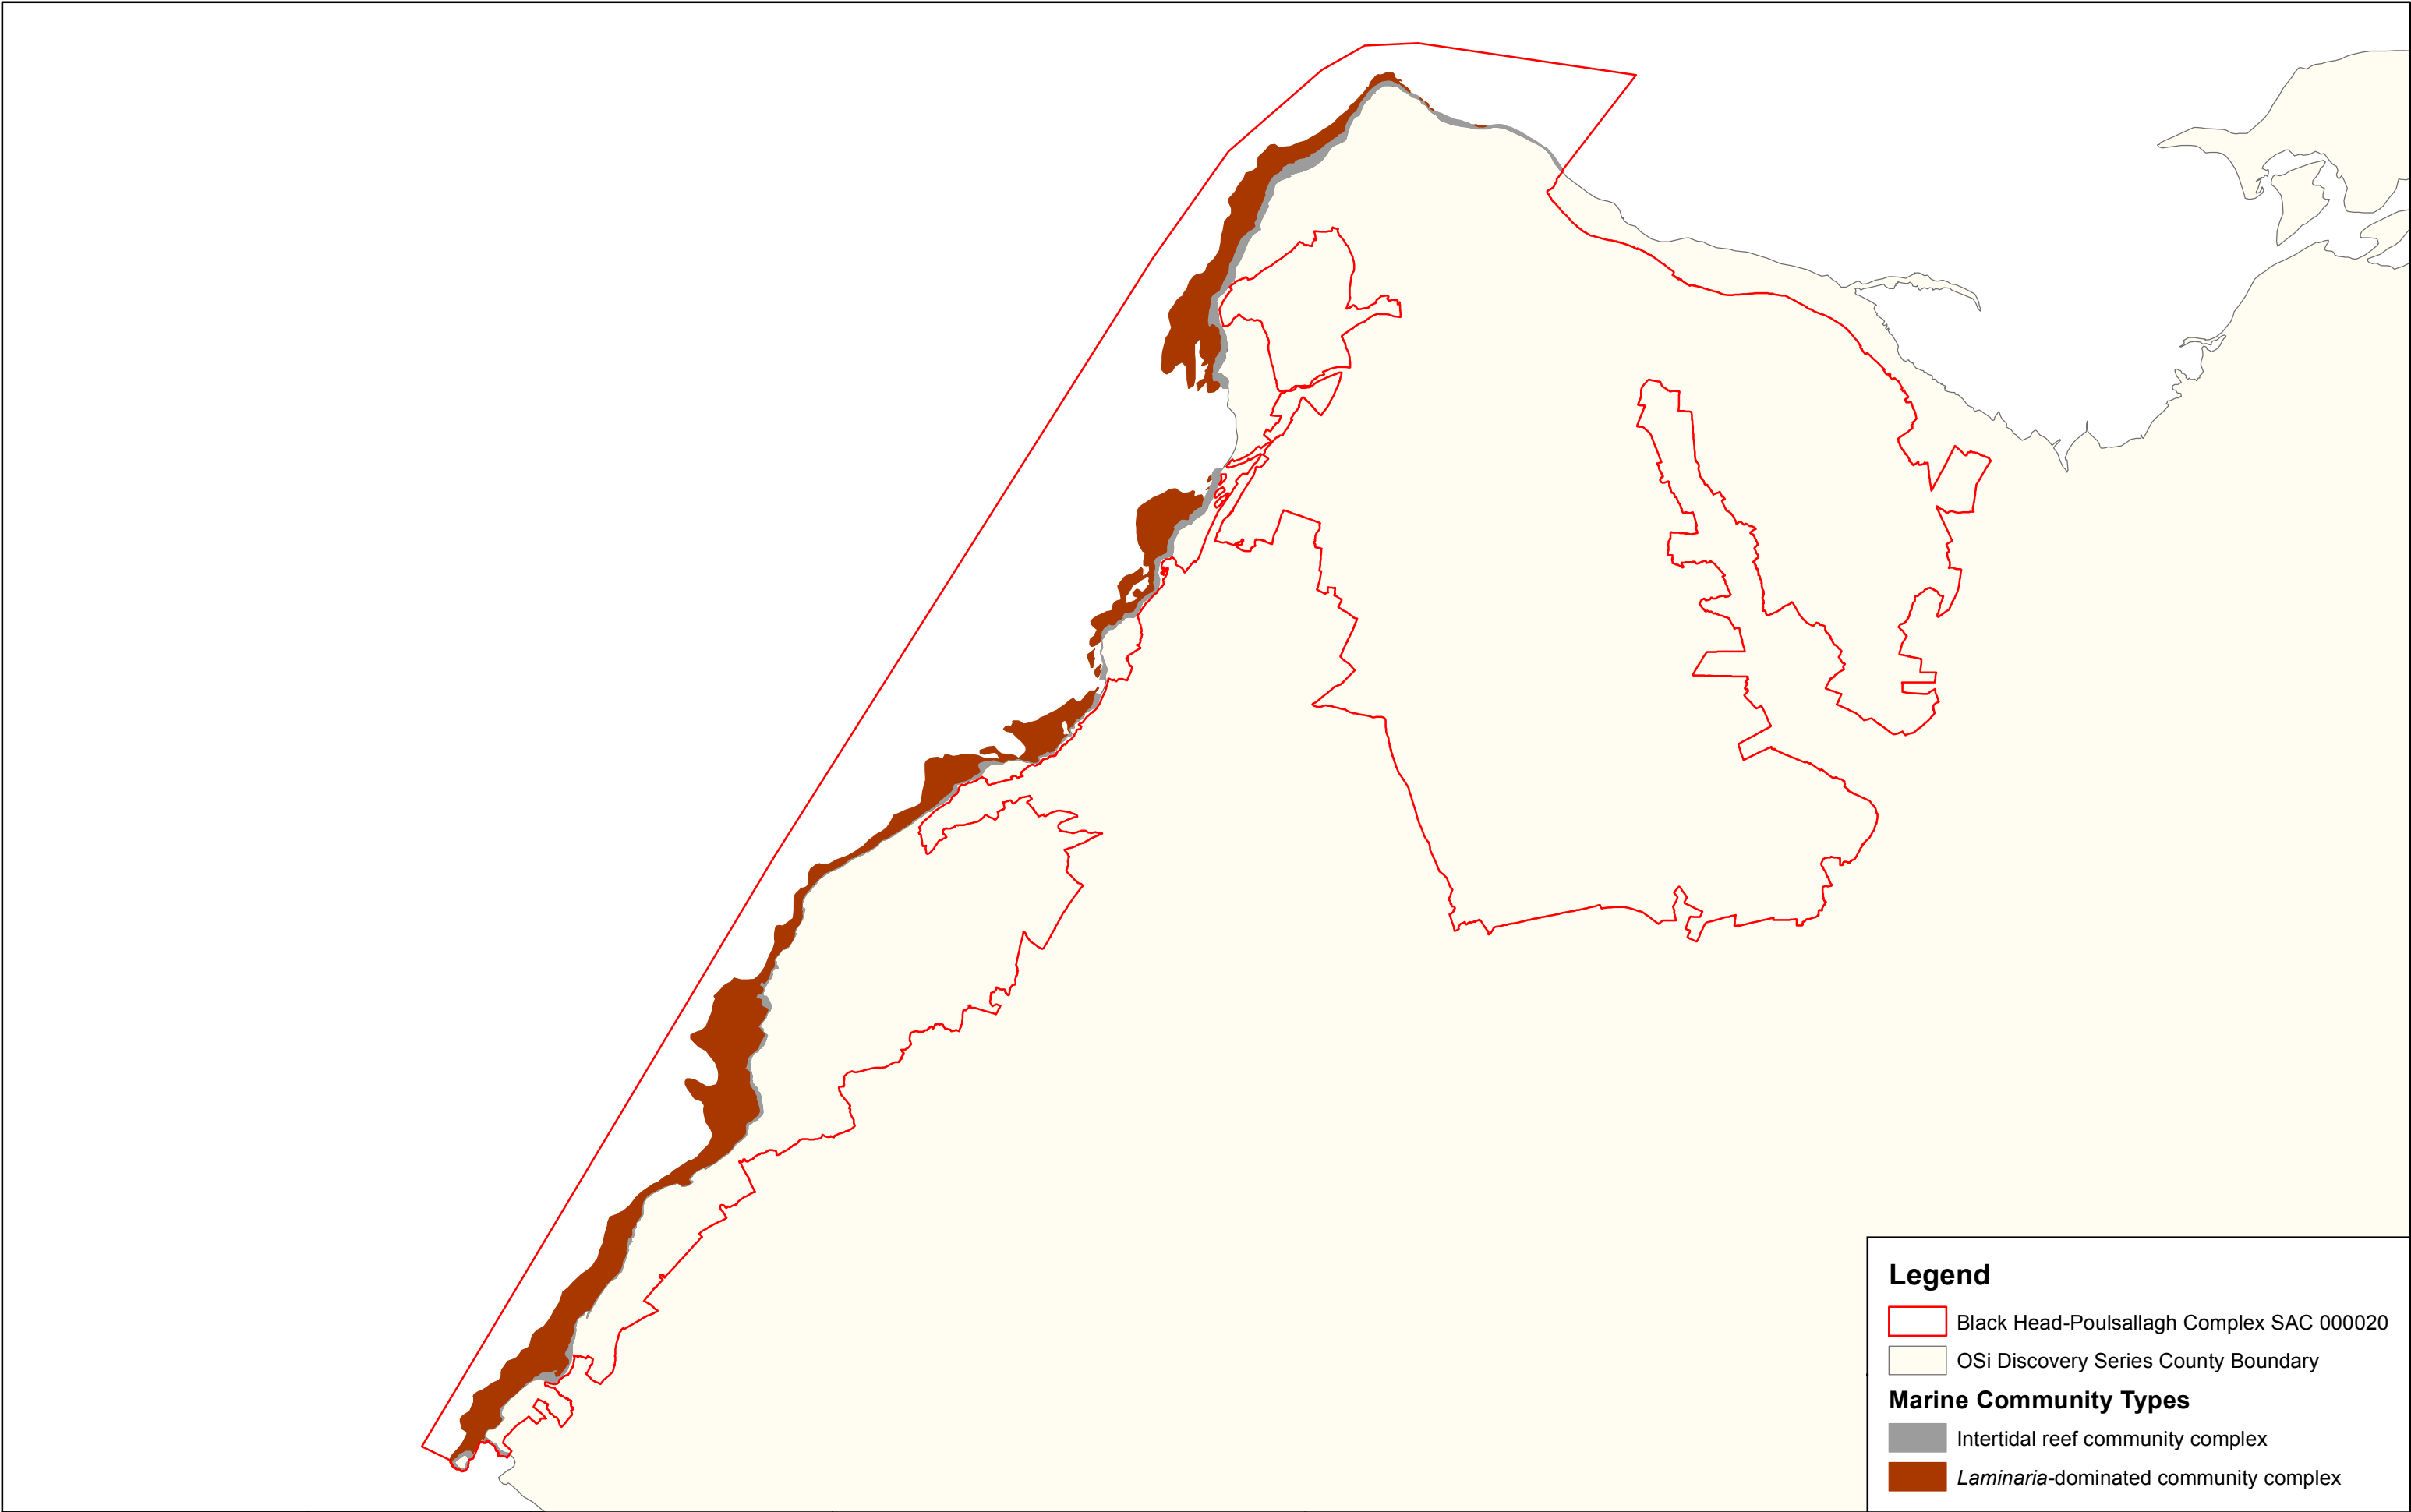 Legend
Black Head-Poulsallagh Complex SAC 000020
OSi Discovery Series County Boundary
Marine Community Types
Intertidal reef community complex
Laminaria-dominated community complex